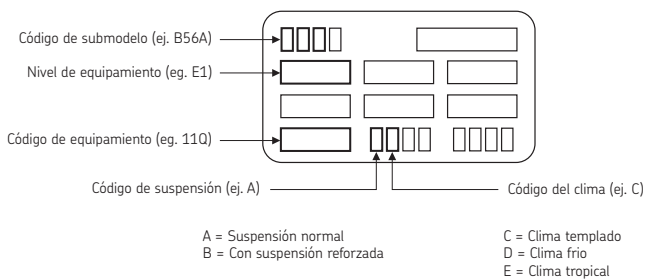 Código de submodelo (ej. B56A)
Nivel de equipamiento (eg. E1)
Código de equipamiento (eg. 11Q)
Código de suspensión (ej. A)
Código del clima (ej. C)
A = Suspensión normal
B = Con suspensión reforzada
C = Clima templado
D = Clima frio
E = Clima tropical